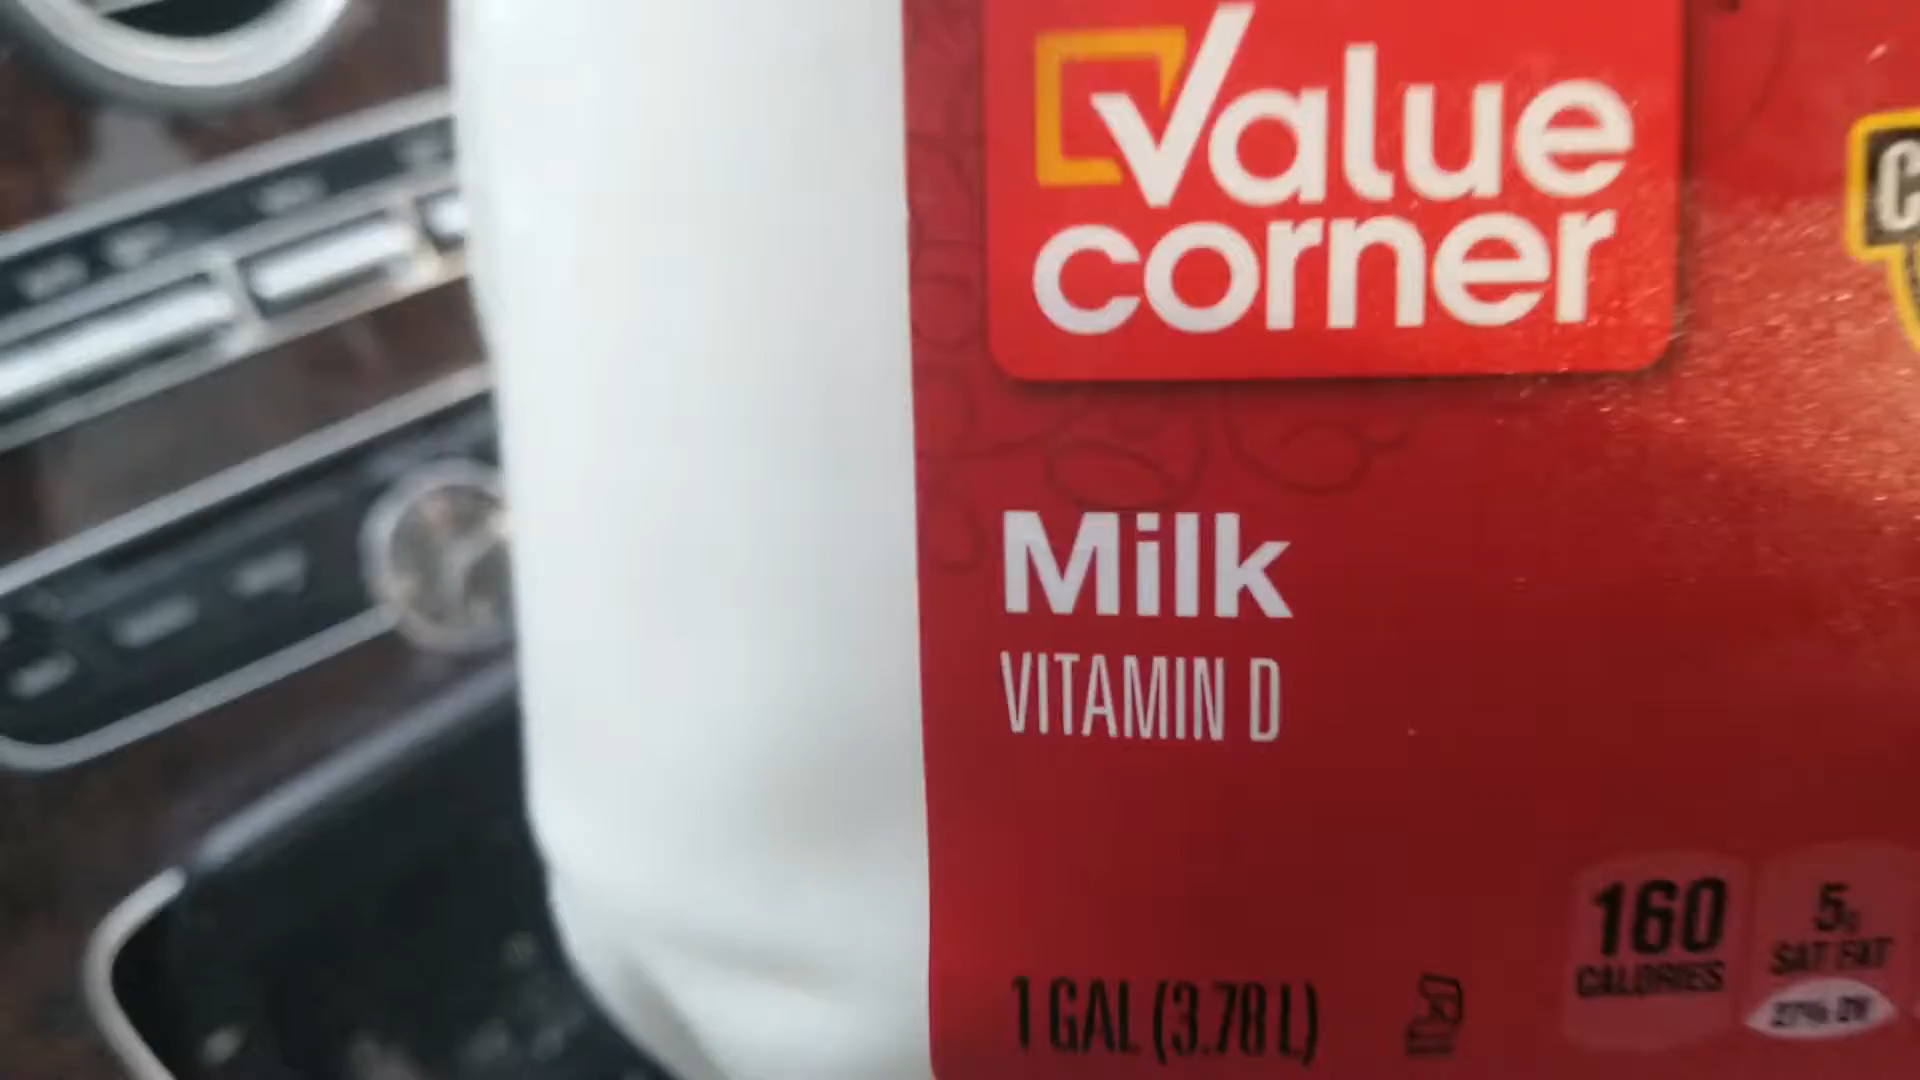 Value
corner
Milk
VITAMIN D
1 GAL (3.78 L)
160
CALORIES
5g
SAT FAT
27% DV